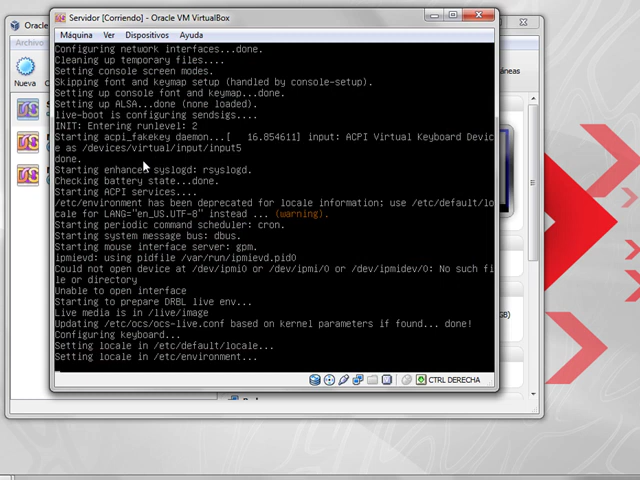 Oracle
Servidor [Corriendo] - Oracle VM VirtualBox
Archivo
Máquina Ver Dispositivos Ayuda
Nueva
áneas
Configuring network interfaces...done.
Cleaning up temporary files....
Setting console screen modes.
Skipping font and keymap setup (handled by console-setup).
Setting up console font and keymap...done.
Setting up ALSA...done (none loaded).
live-boot is configuring sendsigs....
INIT: Entering runlevel: 2
Starting acpi_fakekey daemon...[ 16.854611] input: ACPI Virtual Keyboard Devic
e as /devices/virtual/input/input5
done.
Starting enhanced syslogd: rsyslogd.
Checking battery state...done.
Starting ACPI services....
/etc/environment has been deprecated for locale information; use /etc/default/lo
cale for LANG="en_US.UTF-8" instead ... (warning).
Starting periodic command scheduler: cron.
Starting system message bus: dbus.
Starting mouse interface server: gpm.
ipmievd: using pidfile /var/run/ipmievd.pid0
Could not open device at /dev/ipmi0 or /dev/ipmi/0 or /dev/ipmidev/0: No such fi
le or directory
Unable to open interface
Starting to prepare DRBL live env...
Live media is in /live/image
Updating /etc/ocs/ocs-live.conf based on kernel parameters if found... done!
Configuring keyboard...
Setting locale in /etc/default/locale...
Setting locale in /etc/environment...
CTRL DERECHA